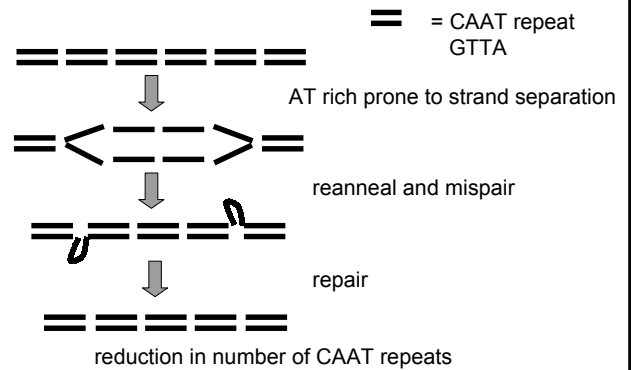 = CAAT repeat
GTTA
AT rich prone to strand separation
reanneal and mispair
repair
reduction in number of CAAT repeats